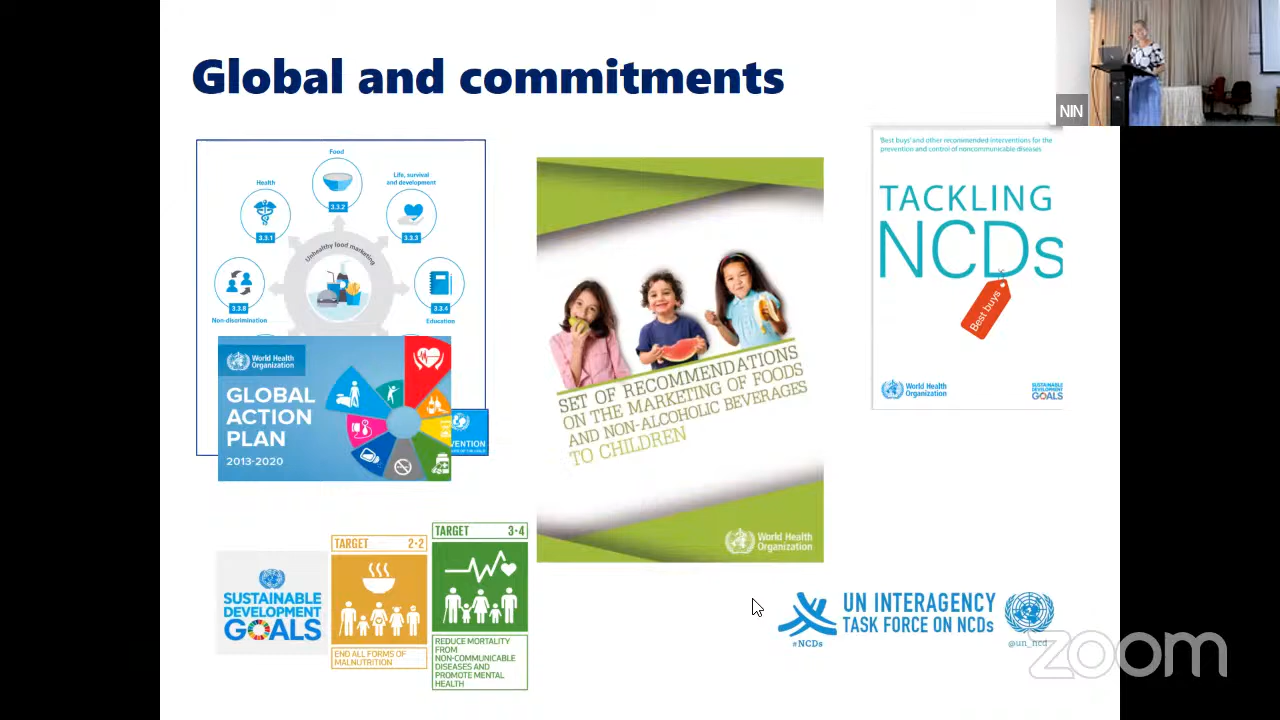 Global and commitments
NIN
Food
Health
Life, survival
and development
3.3.2
3.3.1
3.3.3
Unhealthy food marketing
3.3.8
3.3.4
Non-discrimination
Education
World Health
Organization
GLOBAL
ACTION
PLAN
2013-2020
VENTION
SET OF RECOMMENDATIONS
ON THE MARKETING OF FOODS
AND NON-ALCOHOLIC BEVERAGES
TO CHILDREN
World Health
Organization
'Best buys' and other recommended interventions for the
prevention and control of noncommunicable diseases
TACKLING
NCDs
Best buys
World Health
Organization
SUSTAINABLE
DEVELOPMENT
GOALS
SUSTAINABLE
DEVELOPMENT
GOALS
TARGET 2·2
END ALL FORMS OF
MALNUTRITION
TARGET 3·4
REDUCE MORTALITY
FROM
NON-COMMUNICABLE
DISEASES AND
PROMOTE MENTAL
HEALTH
UN INTERAGENCY
TASK FORCE ON NCDs
#NCDs
@un_ncd
zoom